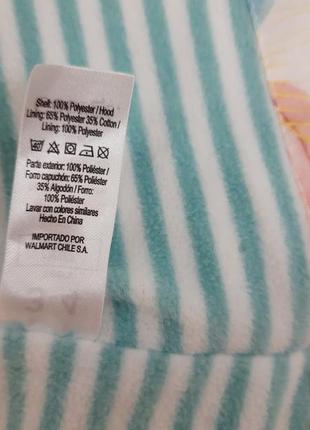 Shell: 100% Polyester / Hood
Lining: 65% Polyester 35% Cotton /
Lining: 100% Polyester
Parte exterior: 100% Poliéster /
Forro capuchón: 65% Poliéster
35% Algodón / Forro:
100% Poliéster
Lavar con colores similares
Hecho En China
IMPORTADO POR
WALMART CHILE S.A.